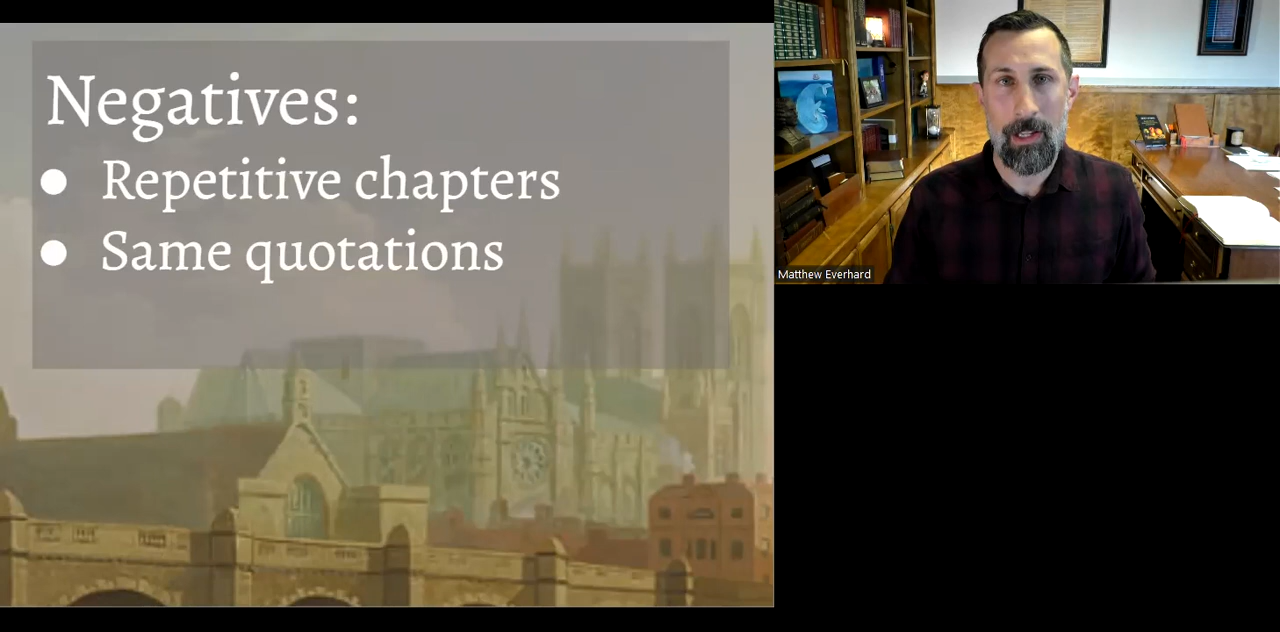 Negatives:
● Repetitive chapters
● Same quotations
Matthew Everhard